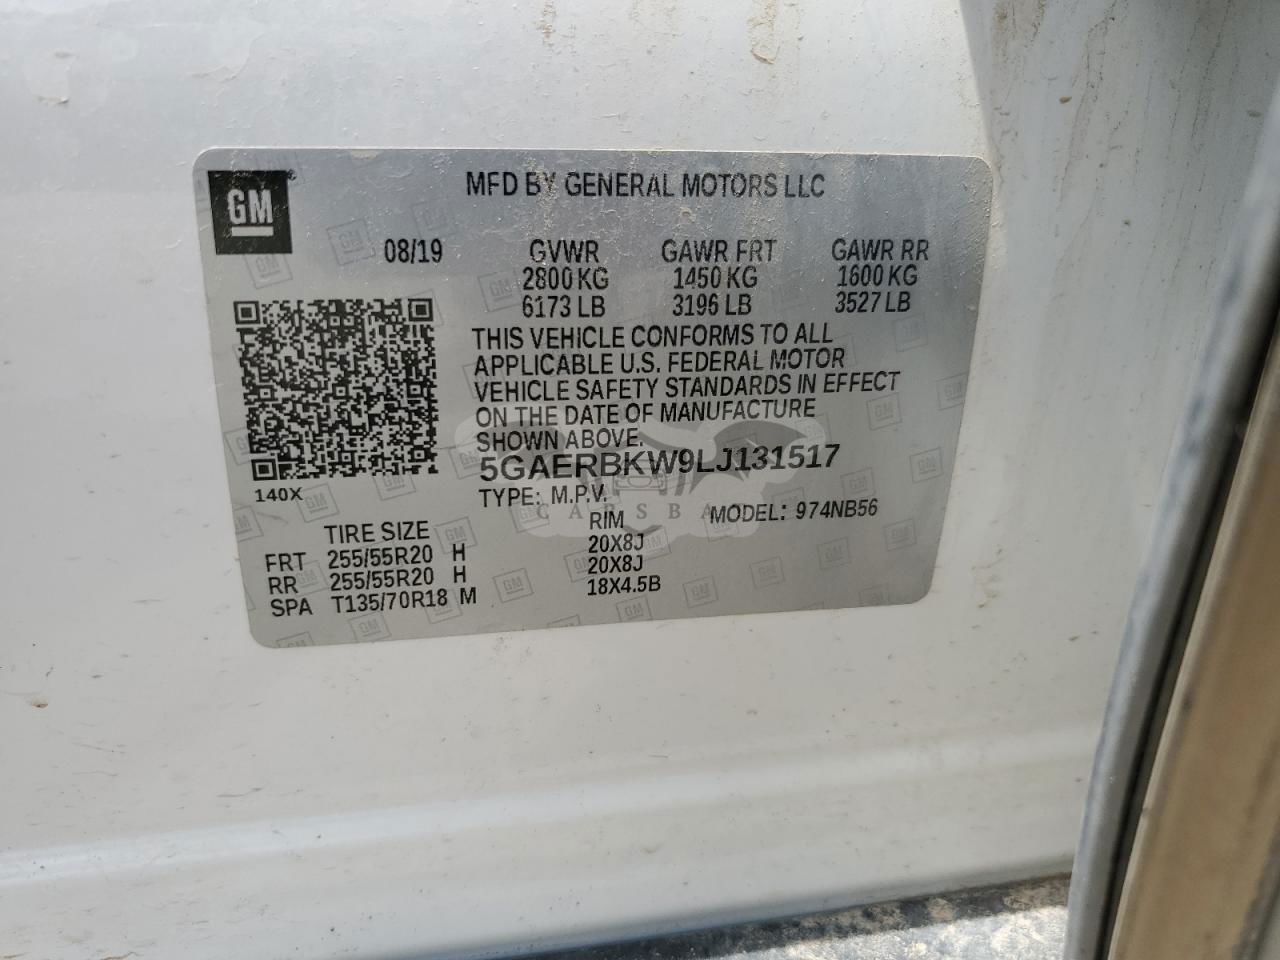 GM
MFD BY GENERAL MOTORS LLC
08/19 GVWR GAWR FRT GAWR RR
2800 KG 1450 KG 1600 KG
6173 LB 3196 LB 3527 LB
THIS VEHICLE CONFORMS TO ALL
APPLICABLE U.S. FEDERAL MOTOR
VEHICLE SAFETY STANDARDS IN EFFECT
ON THE DATE OF MANUFACTURE
SHOWN ABOVE.
5GAERBKW9LJ131517
140X
TYPE: M.P.V. MODEL: 974NB56
TIRE SIZE RIM
FRT 255/55R20 H 20X8J
RR 255/55R20 H 20X8J
SPA T135/70R18 M 18X4.5B